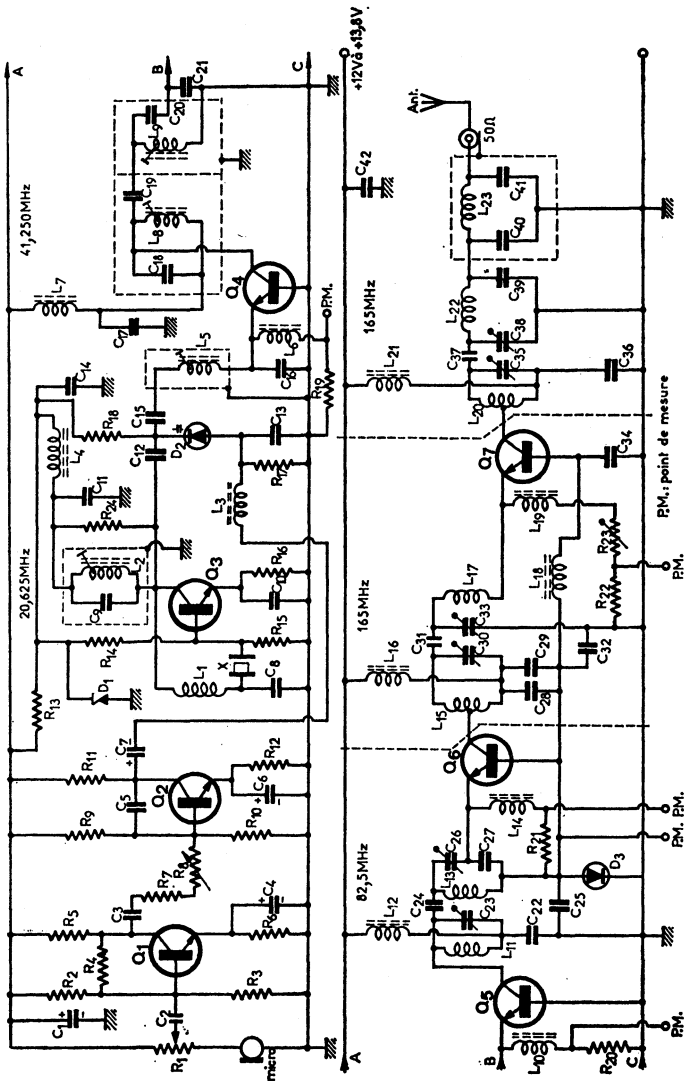 41,250MHz
20,625MHz
A
B
C
C1
R2
R5
R4
R9
R11
R13
D1
R14
C9
L2
R24
C11
L4
R18
C14
C17
L7
C18
L8
C19
L9
C20
C21
C3
R7
C5
C7
R8
C2
Q1
Q2
L1
X
Q3
C12
C15
D2
L5
Q4
R1
R3
R6
C4
R10
C6
R12
C8
R15
R16
L3
R17
C13
R19
C16
L6
P.M.
micro
82,5MHz
165MHz
165MHz
+12V à +13,8V
A
L12
L16
L21
C42
Ant.
50Ω
Q5
L11
C23
C24
L13
C26
C27
Q6
L15
C30
C31
C33
L17
Q7
L20
C35
C37
C38
L22
C39
C40
L23
C41
B
L10
R20
C22
C25
D3
R21
L14
C28
C29
C32
L18
R22
R23
L19
C34
C36
C
P.M.
P.M.
P.M.
P.M.
P.M.: point de mesure